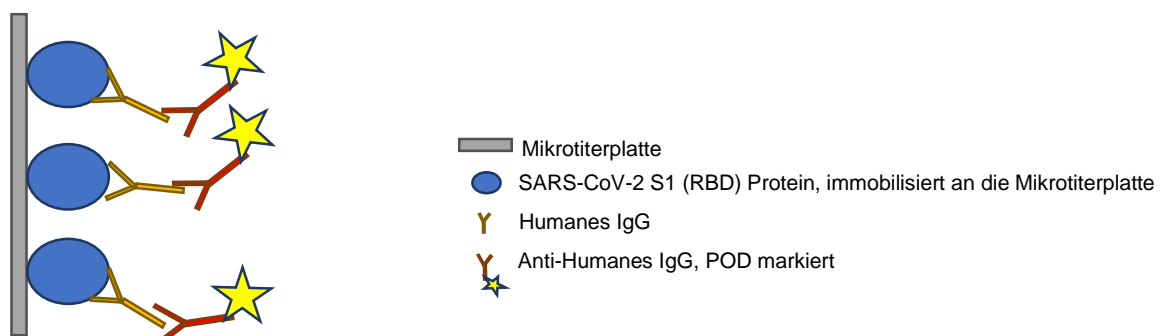 Mikrotiterplatte
SARS-CoV-2 S1 (RBD) Protein, immobilisiert an die Mikrotiterplatte
Humanes IgG
Anti-Humanes IgG, POD markiert